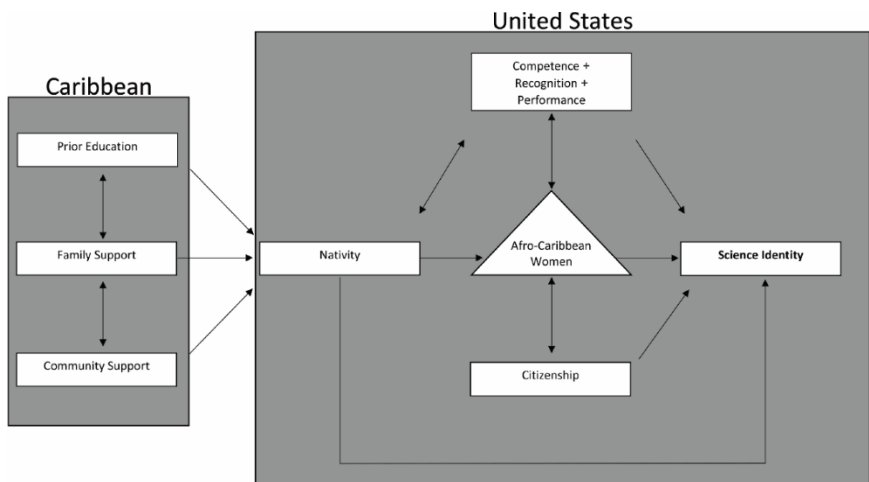 United States
Caribbean
Competence +
Recognition +
Performance
Prior Education
Family Support
Nativity
Afro-Caribbean
Women
Science Identity
Community Support
Citizenship